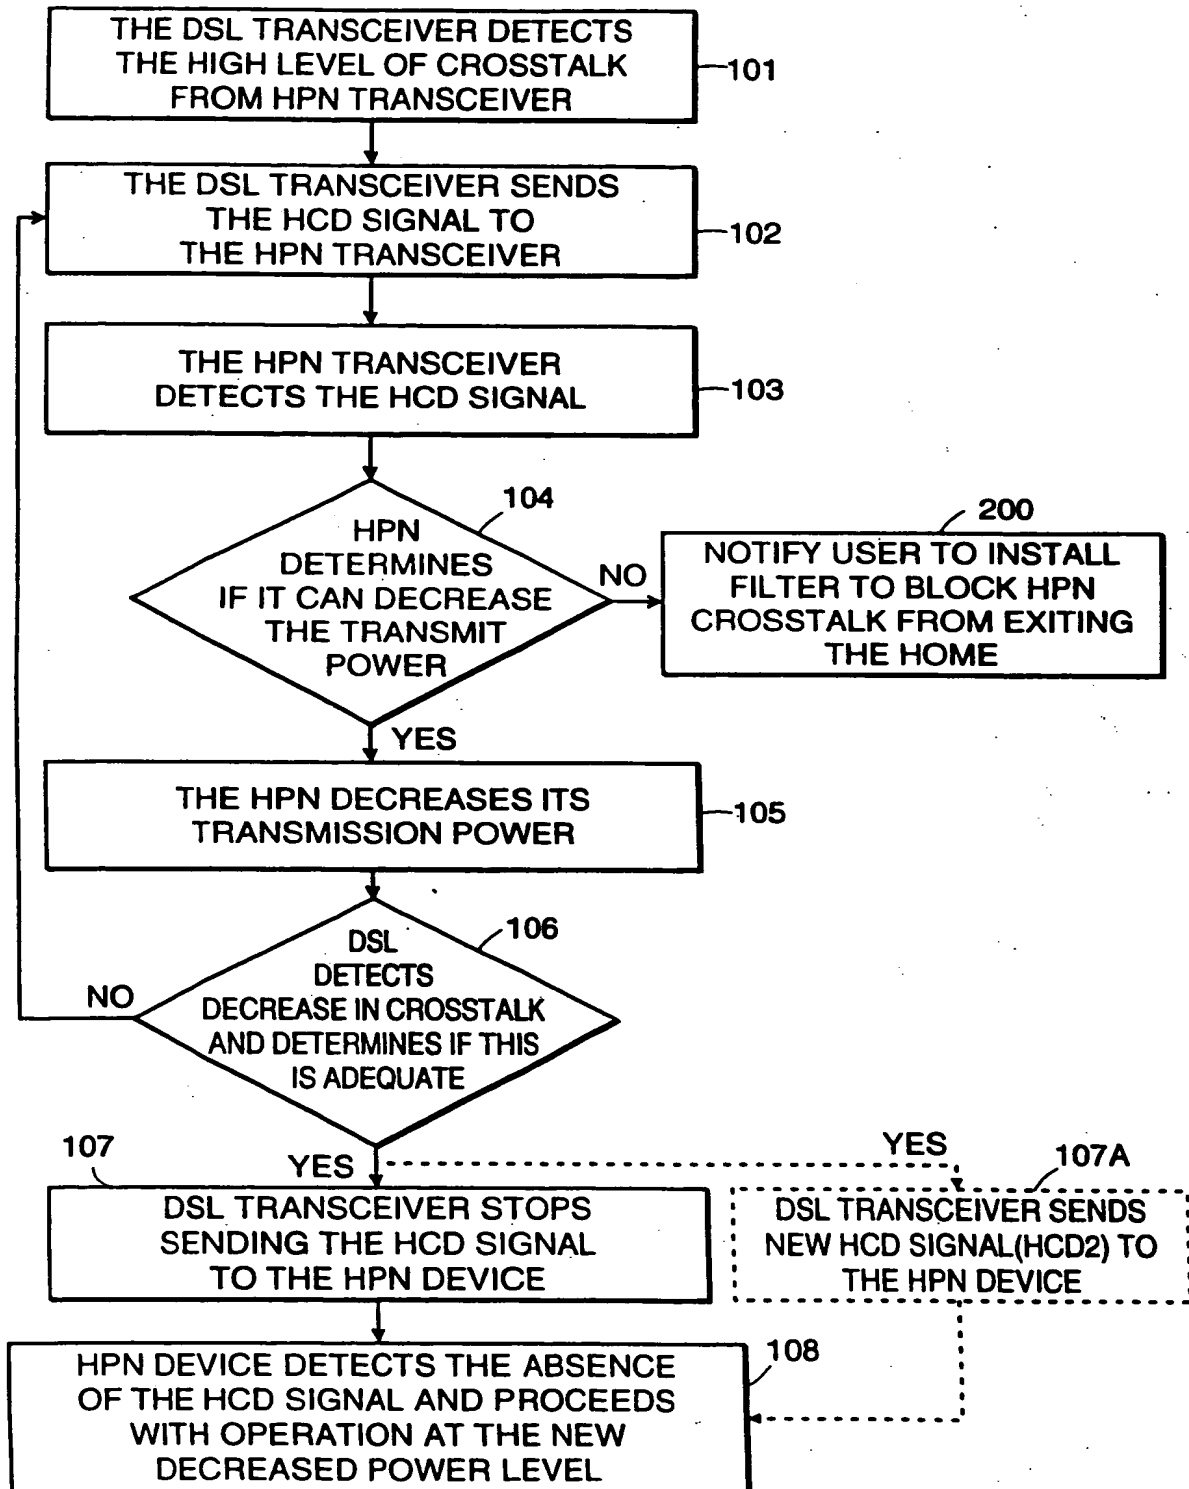 THE DSL TRANSCEIVER DETECTS
THE HIGH LEVEL OF CROSSTALK
FROM HPN TRANSCEIVER
101
THE DSL TRANSCEIVER SENDS
THE HCD SIGNAL TO
THE HPN TRANSCEIVER
102
THE HPN TRANSCEIVER
DETECTS THE HCD SIGNAL
103
104
HPN
DETERMINES
IF IT CAN DECREASE
THE TRANSMIT
POWER
NO
200
NOTIFY USER TO INSTALL
FILTER TO BLOCK HPN
CROSSTALK FROM EXITING
THE HOME
YES
THE HPN DECREASES ITS
TRANSMISSION POWER
105
106
DSL
DETECTS
DECREASE IN CROSSTALK
AND DETERMINES IF THIS
IS ADEQUATE
NO
YES
107
DSL TRANSCEIVER STOPS
SENDING THE HCD SIGNAL
TO THE HPN DEVICE
YES
107A
DSL TRANSCEIVER SENDS
NEW HCD SIGNAL(HCD2) TO
THE HPN DEVICE
HPN DEVICE DETECTS THE ABSENCE
OF THE HCD SIGNAL AND PROCEEDS
WITH OPERATION AT THE NEW
DECREASED POWER LEVEL
108